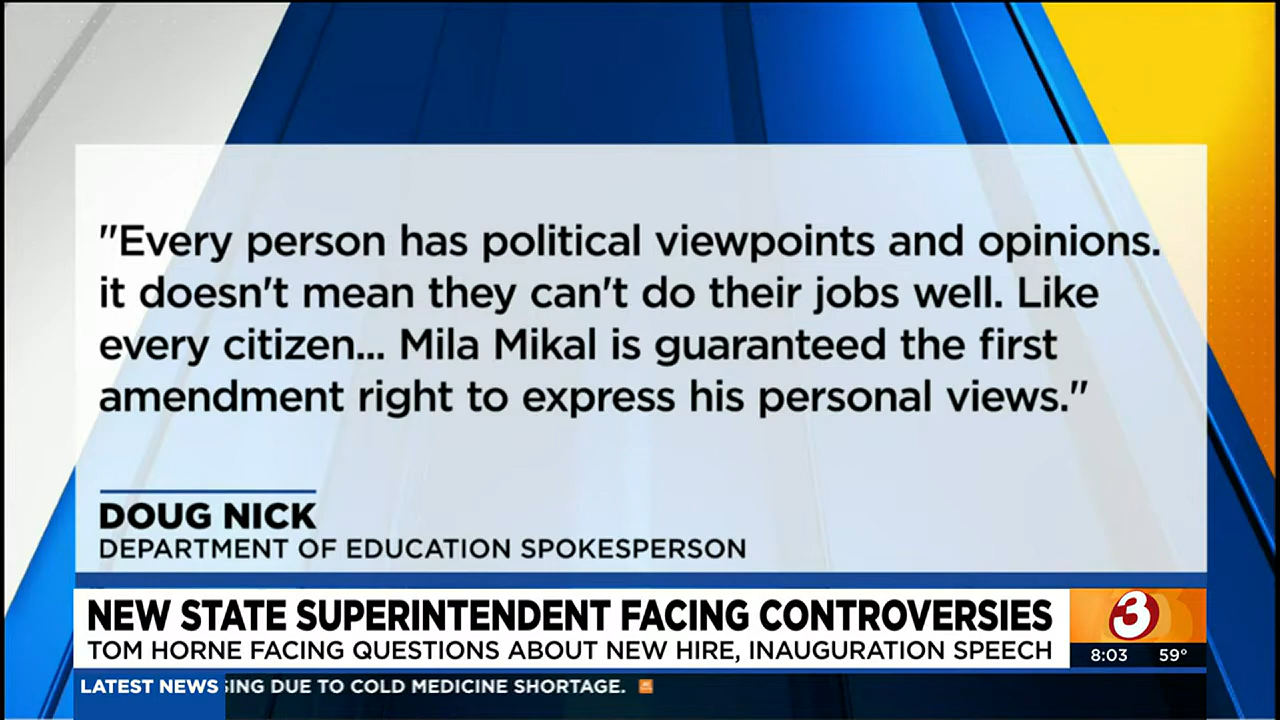 "Every person has political viewpoints and opinions.
it doesn't mean they can't do their jobs well. Like
every citizen... Mila Mikal is guaranteed the first
amendment right to express his personal views."
DOUG NICK
DEPARTMENT OF EDUCATION SPOKESPERSON
NEW STATE SUPERINTENDENT FACING CONTROVERSIES
TOM HORNE FACING QUESTIONS ABOUT NEW HIRE, INAUGURATION SPEECH
3
8:03 59°
LATEST NEWS DUE TO COLD MEDICINE SHORTAGE.